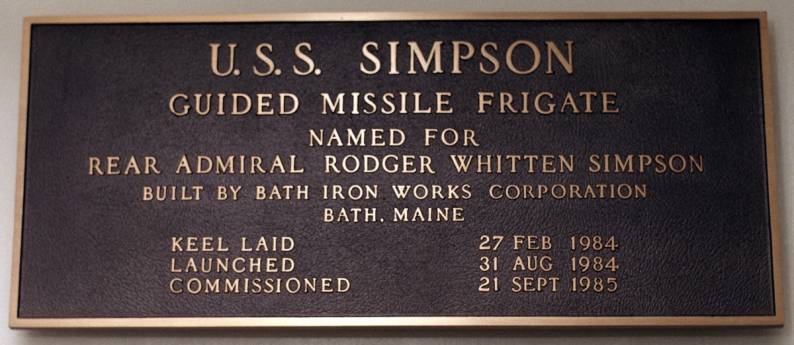 U.S.S. SIMPSON
GUIDED MISSILE FRIGATE
NAMED FOR
REAR ADMIRAL RODGER WHITTEN SIMPSON
BUILT BY BATH IRON WORKS CORPORATION
BATH, MAINE
KEEL LAID 27 FEB 1984
LAUNCHED 31 AUG 1984
COMMISSIONED 21 SEPT 1985